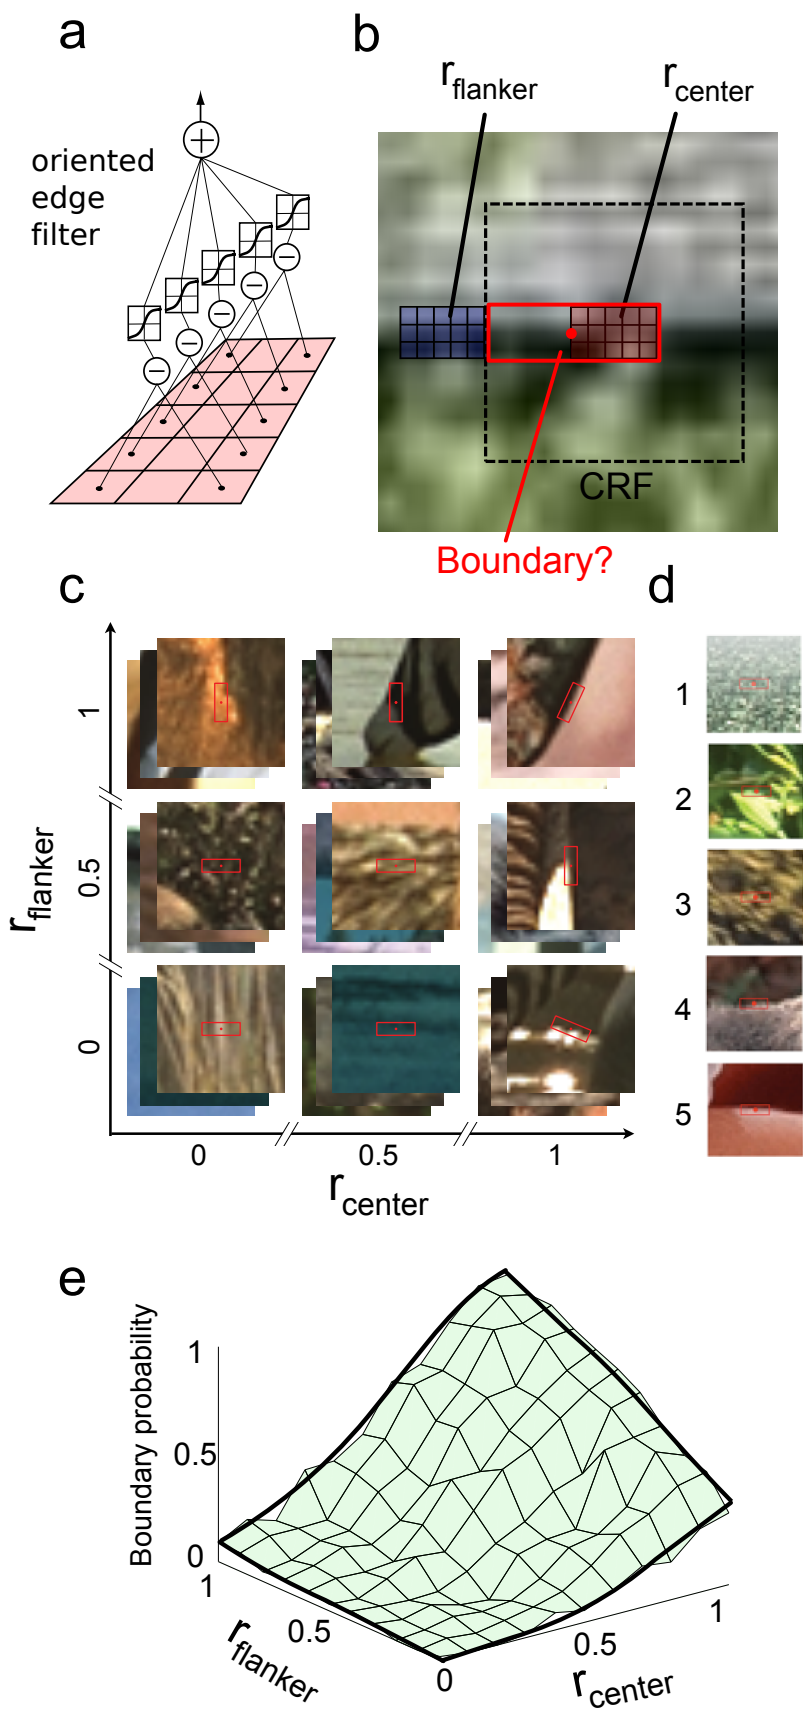 a
oriented
edge
filter
b
r_flanker
r_center
CRF
Boundary?
c
1
0.5
0
r_flanker
0
0.5
1
r_center
d
1
2
3
4
5
e
Boundary probability
1
0.5
0
1
0.5
0
r_flanker
0.5
1
r_center